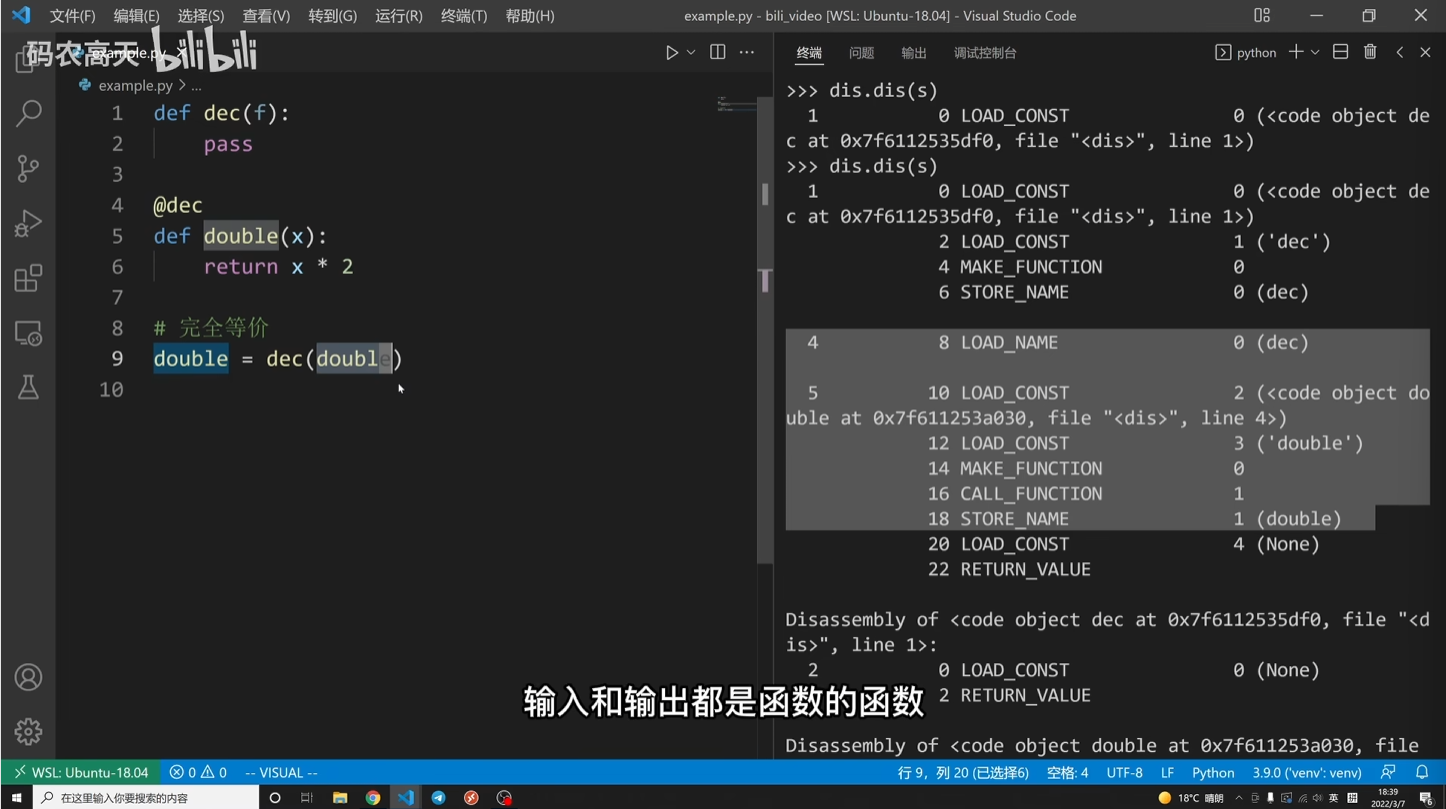 文件(F) 编辑(E) 选择(S) 查看(V) 转到(G) 运行(R) 终端(T) 帮助(H) example.py - bili_video [WSL: Ubuntu-18.04] - Visual Studio Code
码农高天 bilibili
example.py
example.py > ...
1 def dec(f):
2 pass
3
4 @dec
5 def double(x):
6 return x * 2
7
8 # 完全等价
9 double = dec(double)
10
终端 问题 输出 调试控制台 python
>>> dis.dis(s)
1 0 LOAD_CONST 0 (<code object de
c at 0x7f6112535df0, file "<dis>", line 1>)
>>> dis.dis(s)
1 0 LOAD_CONST 0 (<code object de
c at 0x7f6112535df0, file "<dis>", line 1>)
2 LOAD_CONST 1 ('dec')
4 MAKE_FUNCTION 0
6 STORE_NAME 0 (dec)
4 8 LOAD_NAME 0 (dec)
5 10 LOAD_CONST 2 (<code object do
uble at 0x7f611253a030, file "<dis>", line 4>)
12 LOAD_CONST 3 ('double')
14 MAKE_FUNCTION 0
16 CALL_FUNCTION 1
18 STORE_NAME 1 (double)
20 LOAD_CONST 4 (None)
22 RETURN_VALUE
Disassembly of <code object dec at 0x7f6112535df0, file "<d
is>", line 1>:
2 0 LOAD_CONST 0 (None)
2 RETURN_VALUE
Disassembly of <code object double at 0x7f611253a030, file
输入和输出都是函数的函数
WSL: Ubuntu-18.04 0 0 -- VISUAL -- 行 9，列 20 (已选择6) 空格: 4 UTF-8 LF Python 3.9.0 ('venv': venv)
在这里输入你要搜索的内容 18°C 晴朗 英 18:39
2022/3/7